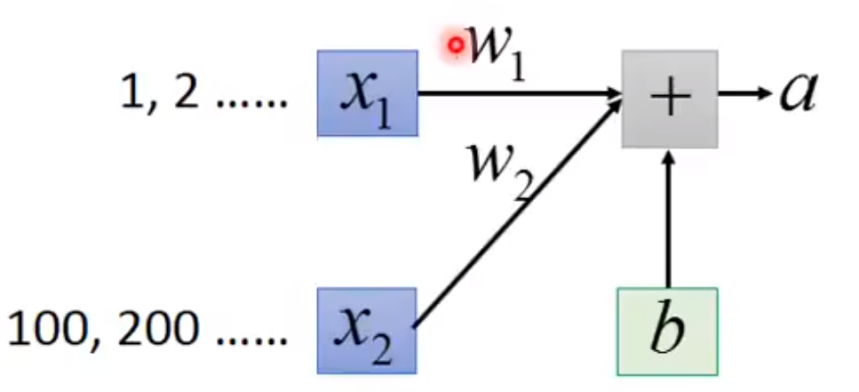 w₁
1, 2 ......
x₁
+
a
w₂
100, 200 ......
x₂
b